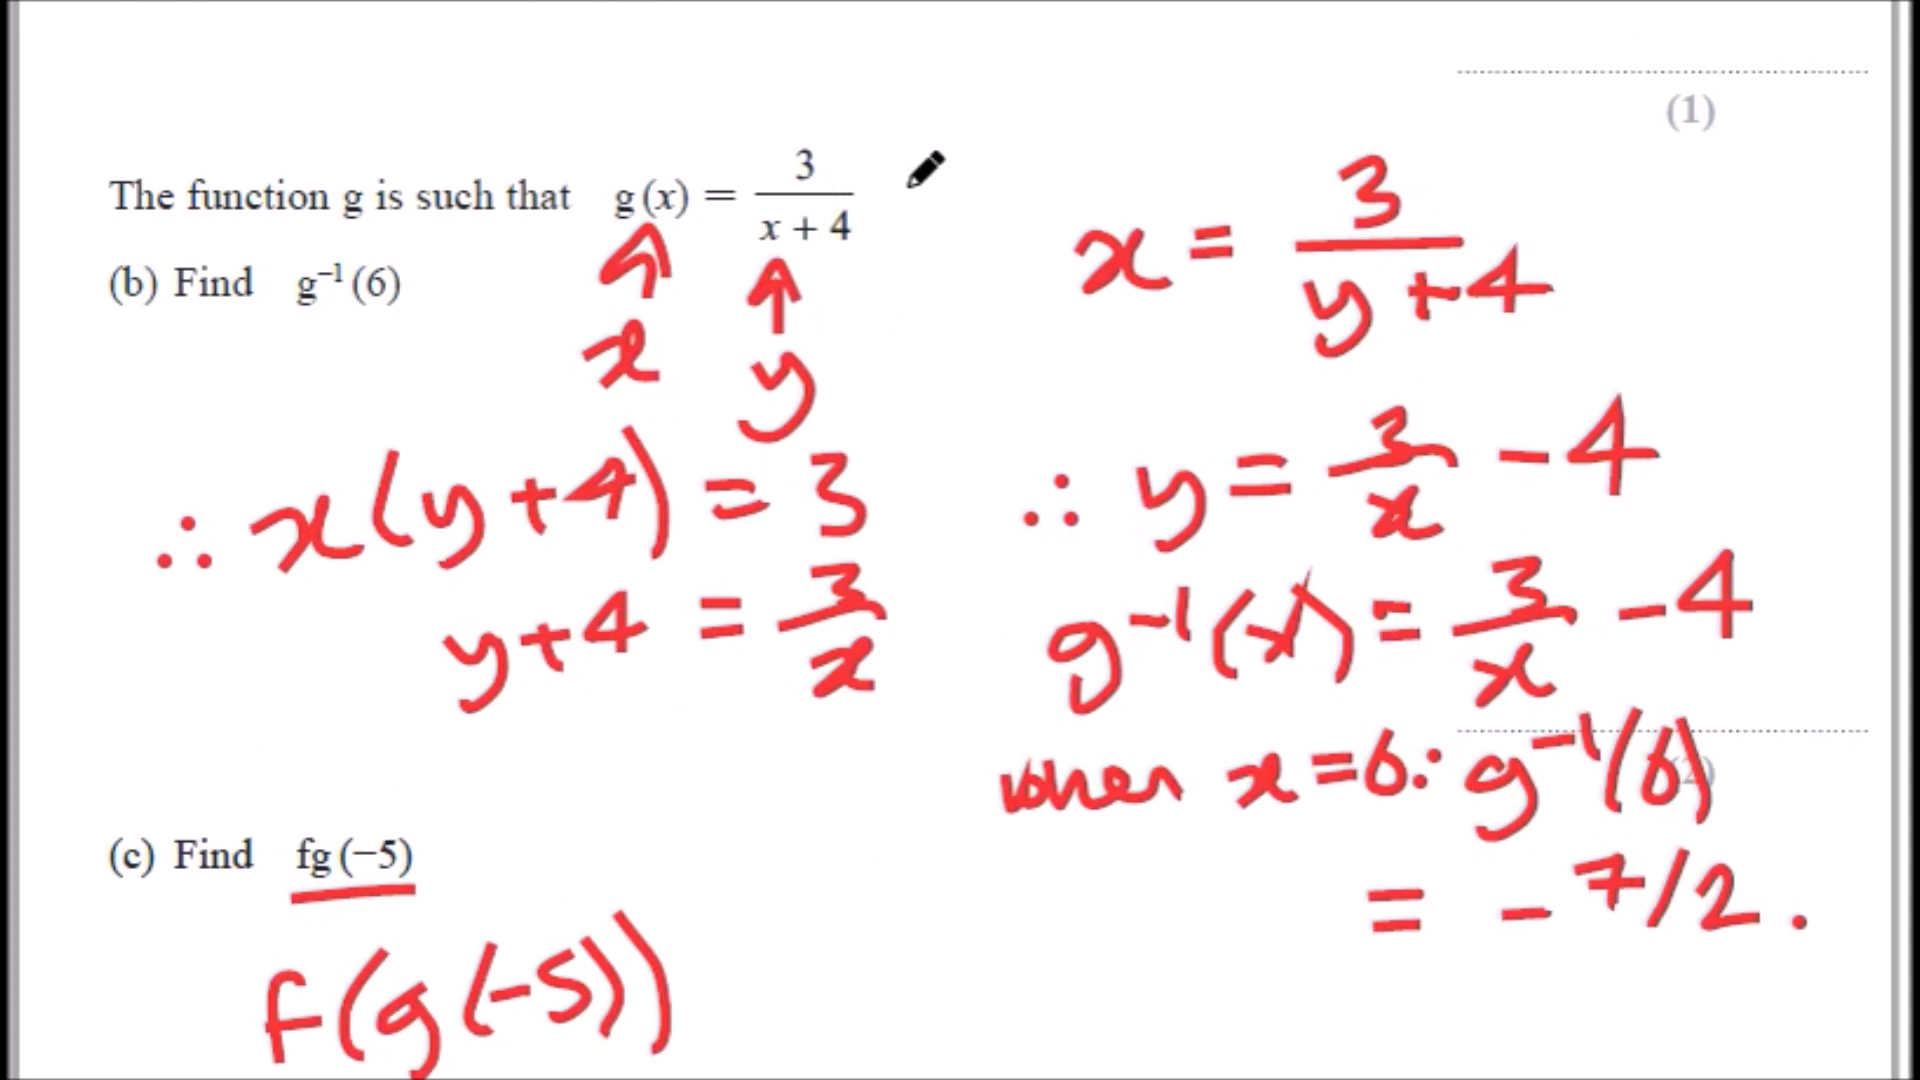 (1)
The function g is such that g(x) = 3/(x + 4)
x = 3/(y + 4)
(b) Find g⁻¹(6)
x y
∴ x(y + 4) = 3
∴ y = 3/x - 4
y + 4 = 3/x
g⁻¹(x) = 3/x - 4
when x = 6: g⁻¹(6)
(2)
= - 7/2.
(c) Find fg(−5)
f(g(-5))